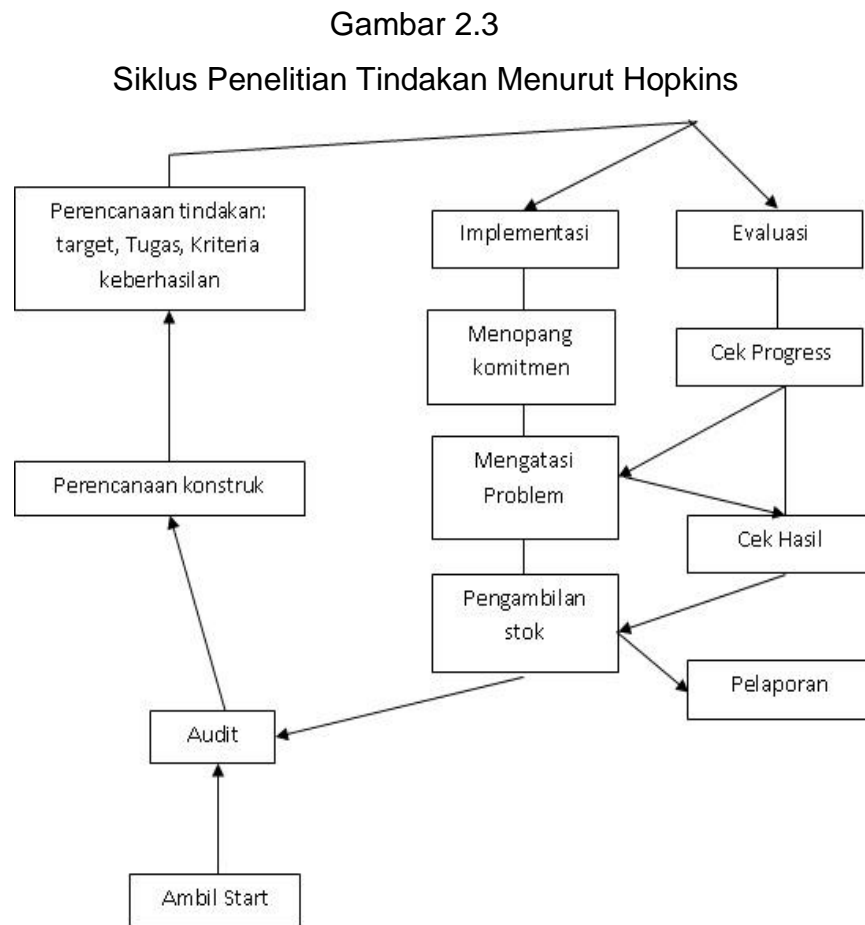 Gambar 2.3
Siklus Penelitian Tindakan Menurut Hopkins
Perencanaan tindakan:
target, Tugas, Kriteria
keberhasilan
Implementasi
Evaluasi
Menopang
komitmen
Cek Progress
Mengatasi
Problem
Perencanaan konstruk
Cek Hasil
Pengambilan
stok
Pelaporan
Audit
Ambil Start